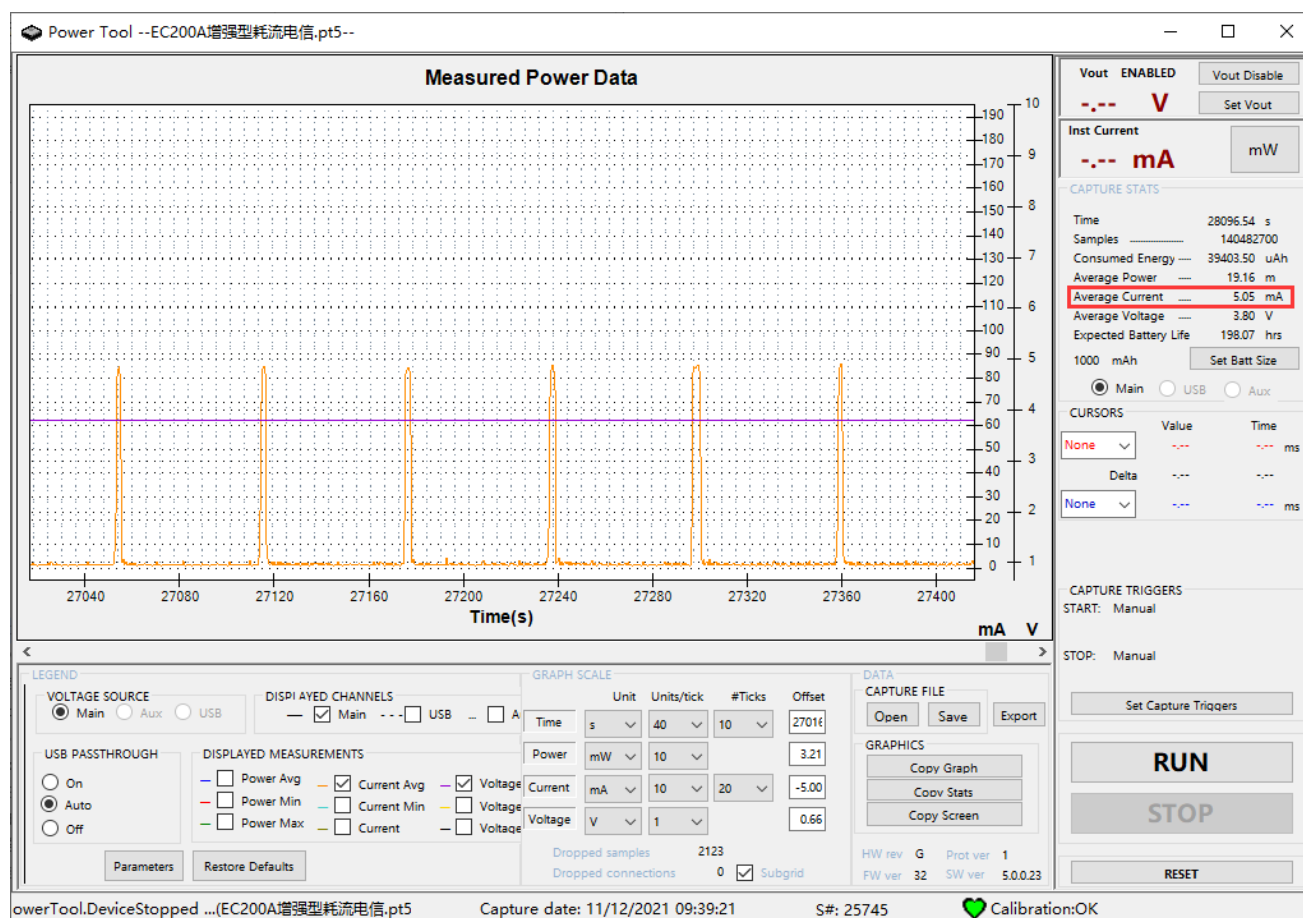 Power Tool --EC200A增强型耗流电信.pt5--
Measured Power Data
190
180
170
160
150
140
130
120
110
100
90
80
70
60
50
40
30
20
10
0
10
9
8
7
6
5
4
3
2
1
27040 27080 27120 27160 27200 27240 27280 27320 27360 27400
Time(s)
mA V
Vout ENABLED Vout Disable
-.-- V Set Vout
Inst Current
-.-- mA mW
CAPTURE STATS
Time 28096.54 s
Samples 140482700
Consumed Energy 39403.50 uAh
Average Power 19.16 m
Average Current 5.05 mA
Average Voltage 3.80 V
Expected Battery Life 198.07 hrs
1000 mAh Set Batt Size
Main USB Aux
CURSORS
Value Time
None -.-- -.-- ms
Delta -.-- -.--
None -.-- -.-- ms
CAPTURE TRIGGERS
START: Manual
STOP: Manual
Set Capture Triggers
RUN
STOP
RESET
LEGEND
VOLTAGE SOURCE
Main Aux USB
DISPLAYED CHANNELS
Main USB A
USB PASSTHROUGH
On
Auto
Off
DISPLAYED MEASUREMENTS
Power Avg Current Avg Voltage
Power Min Current Min Voltage
Power Max Current Voltage
Parameters Restore Defaults
GRAPH SCALE
Unit Units/tick #Ticks Offset
Time s 40 10 27016
Power mW 10 3.21
Current mA 10 20 -5.00
Voltage V 1 0.66
Dropped samples 2123
Dropped connections 0 Subgrid
DATA
CAPTURE FILE
Open Save Export
GRAPHICS
Copy Graph
Copy Stats
Copy Screen
HW rev G Prot ver 1
FW ver 32 SW ver 5.0.0.23
owerTool.DeviceStopped ...(EC200A增强型耗流电信.pt5 Capture date: 11/12/2021 09:39:21 S#: 25745 Calibration:OK